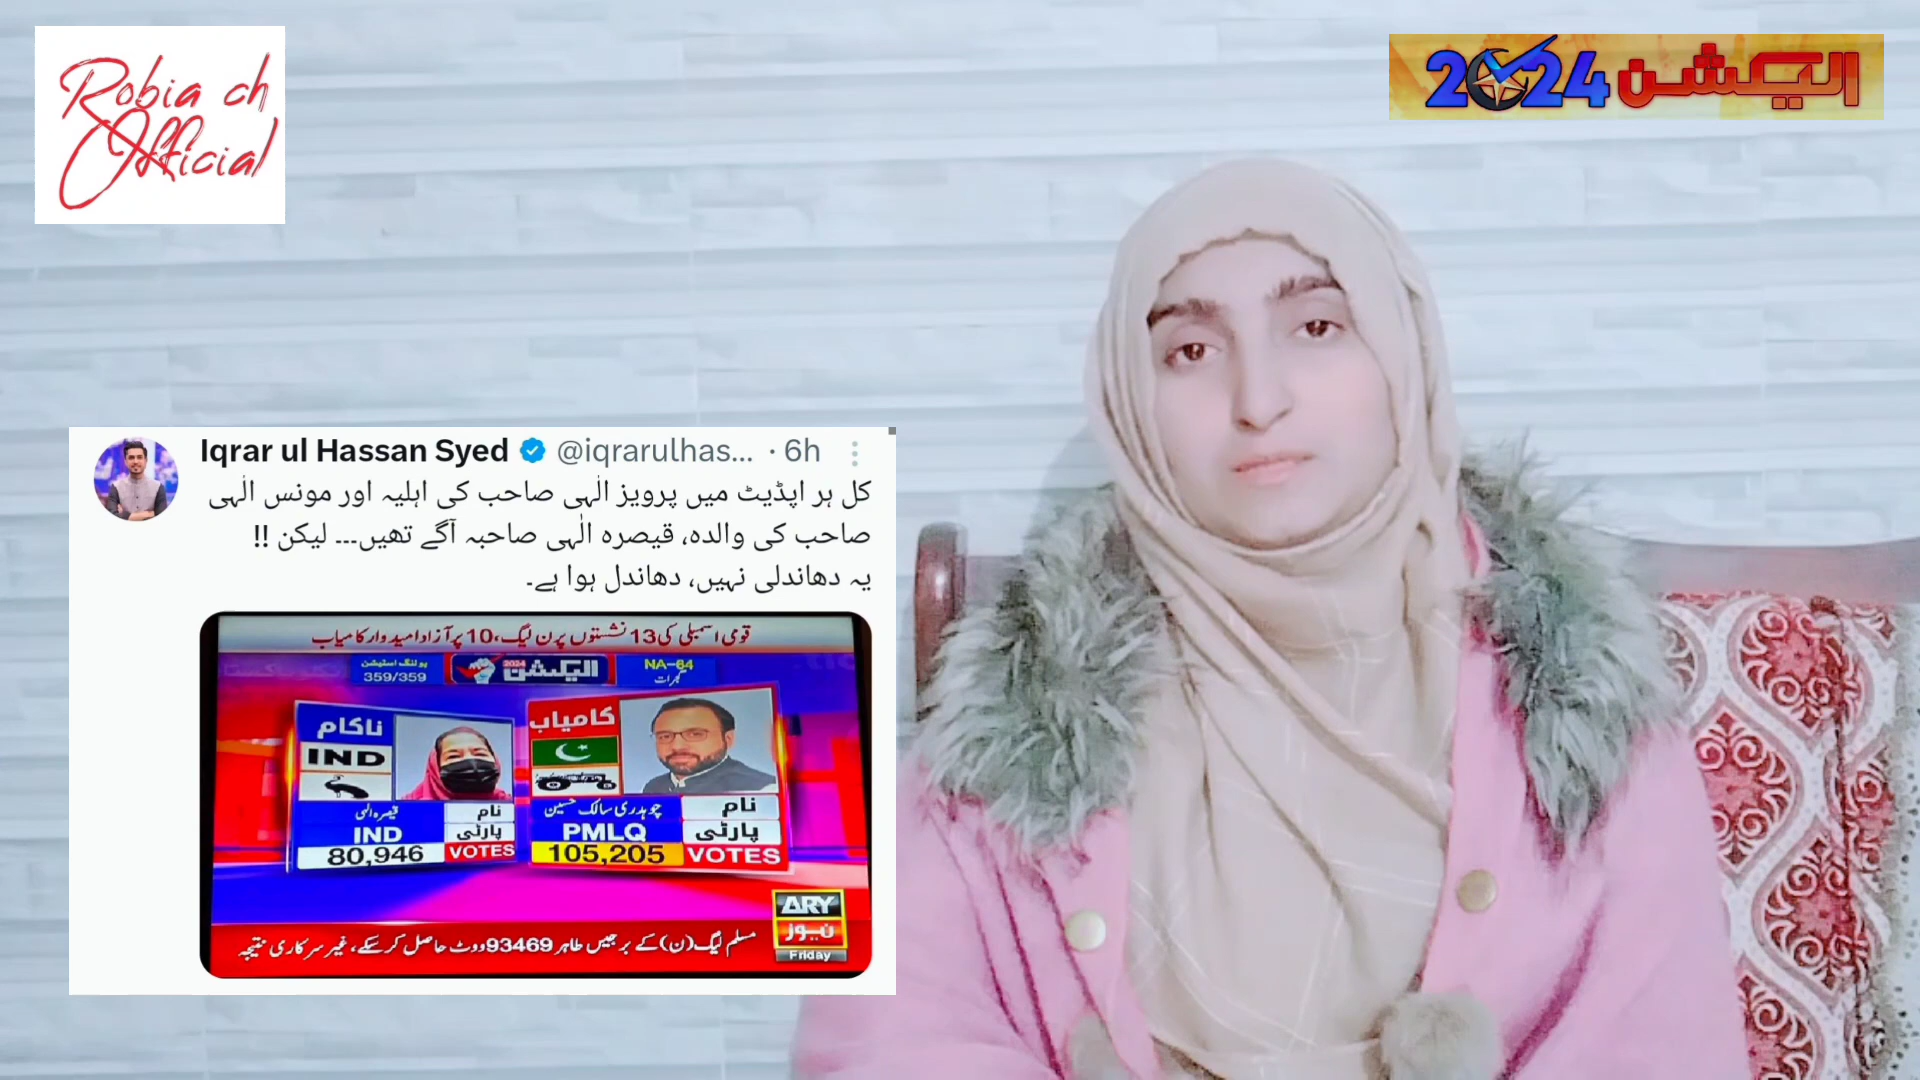 Robia ch
Official
2024 الیکشن
Iqrar ul Hassan Syed @iqrarulhas... · 6h
کل ہر اپڈیٹ میں پرویز الٰہی صاحب کی اہلیہ اور مونس الٰہی
صاحب کی والدہ، قیصرہ الٰہی صاحبہ آگے تھیں۔۔۔ لیکن !!
یہ دھاندلی نہیں، دھاندل ہوا ہے۔
قومی اسمبلی کی 13 نشستوں پر ن لیگ، 10 پر آزاد امیدوار کامیاب
پولنگ اسٹیشن
359/359
الیکشن 2024
NA-64
گجرات
ناکام
IND
قیصرہ الٰہی نام
IND پارٹی
80,946 VOTES
کامیاب
چوہدری سالک حسین نام
PMLQ پارٹی
105,205 VOTES
ARY
نیوز
Friday
مسلم لیگ (ن) کے برجیس طاہر 93469 ووٹ حاصل کرسکے، غیر سرکاری نتیجہ